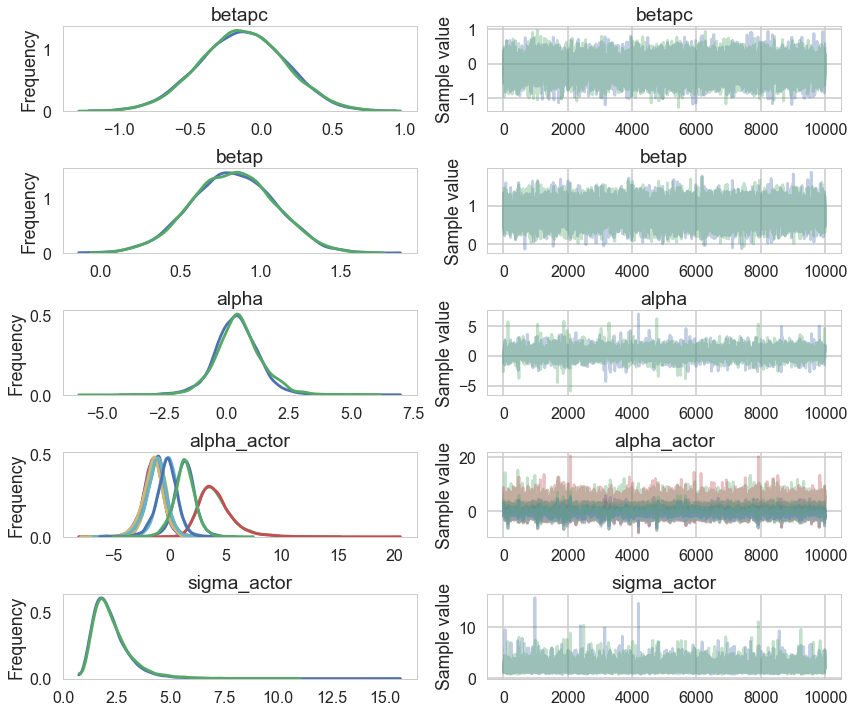 betapc
Frequency
1
0
−1.0 −0.5 0.0 0.5 1.0
betapc
Sample value
1
0
−1
0 2000 4000 6000 8000 10000
betap
Frequency
1
0
0.0 0.5 1.0 1.5
betap
Sample value
1
0
0 2000 4000 6000 8000 10000
alpha
Frequency
0.5
0.0
−5.0 −2.5 0.0 2.5 5.0 7.5
alpha
Sample value
5
0
−5
0 2000 4000 6000 8000 10000
alpha_actor
Frequency
0.5
0.0
−5 0 5 10 15 20
alpha_actor
Sample value
20
0
0 2000 4000 6000 8000 10000
sigma_actor
Frequency
0.5
0.0
0.0 2.5 5.0 7.5 10.0 12.5 15.0
sigma_actor
Sample value
10
0
0 2000 4000 6000 8000 10000